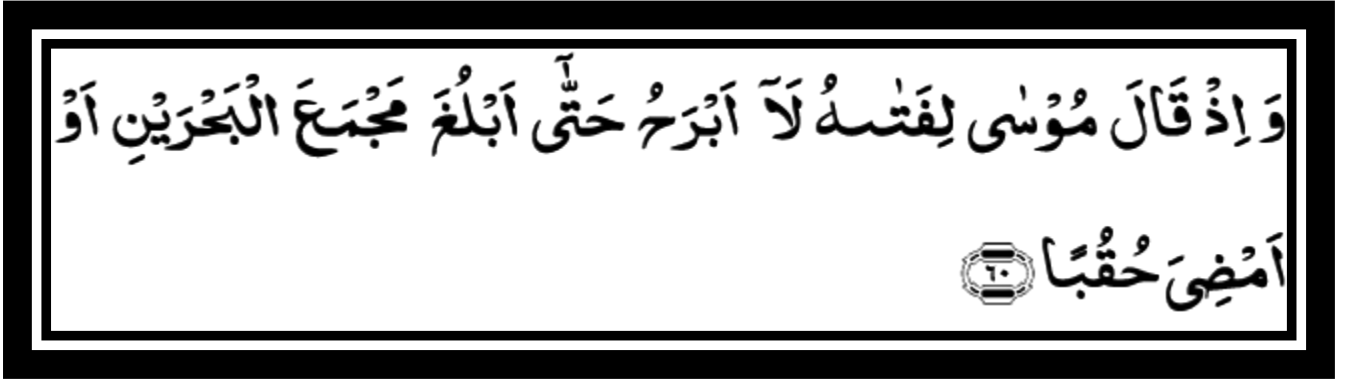 وَ اِذْ قَالَ مُوْسٰى لِفَتٰىهُ لَاۤ اَبْرَحُ حَتّٰۤى اَبْلُغَ مَجْمَعَ الْبَحْرَيْنِ اَوْ
اَمْضِیَ حُقُبًا ٦٠